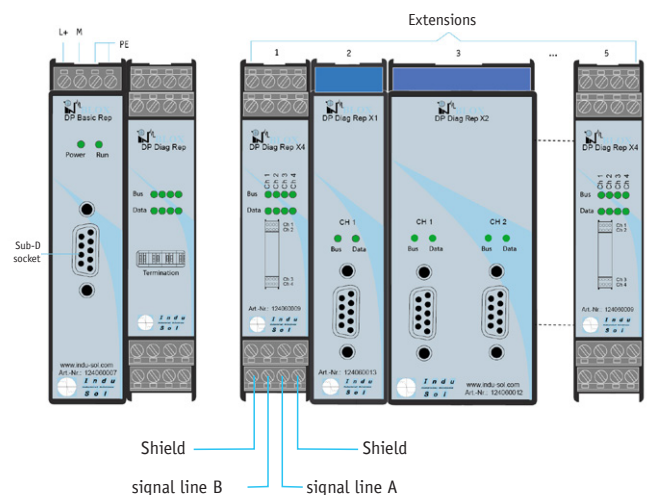 Extensions
L+ M PE
1 2 3 ... 5
DP Basic Rep
Power Run
Sub-D
socket
www.indu-sol.com
Art.-Nr.: 124060007
Indu
Sol
DP Diag Rep
Bus
Data
Termination
Indu
Sol
DP Diag Rep X4
Ch 1
Ch 2
Ch 3
Ch 4
Bus
Data
Ch 1
Ch 2
Ch 3
Ch 4
Art.-Nr.: 124060009
Indu
Sol
DP Diag Rep X1
CH 1
Bus Data
Art.-Nr.: 124060013
Indu
Sol
DP Diag Rep X2
CH 1 CH 2
Bus Data Bus Data
www.indu-sol.com
Art.-Nr.: 124060012
Indu
Sol
DP Diag Rep X4
Ch 1
Ch 2
Ch 3
Ch 4
Bus
Data
Ch 1
Ch 2
Ch 3
Ch 4
Art.-Nr.: 124060009
Indu
Sol
Shield Shield
signal line B signal line A